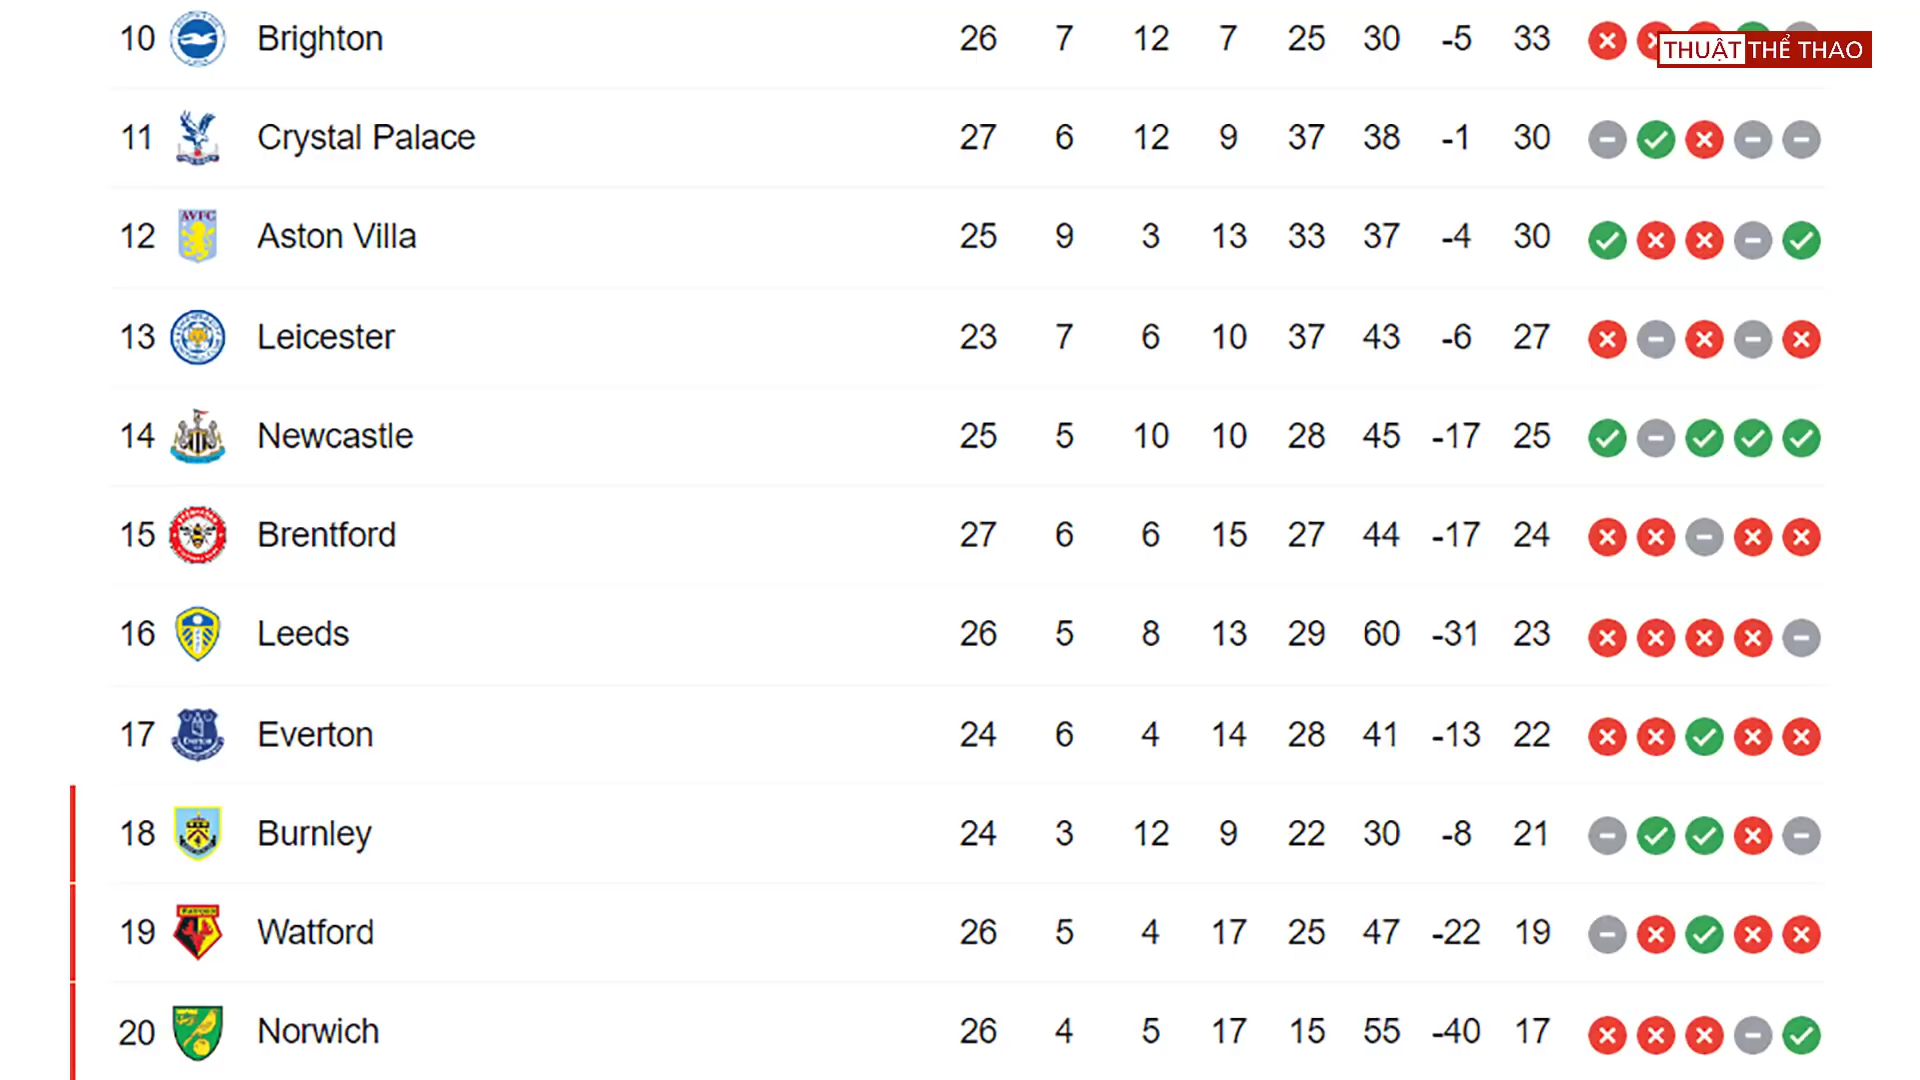 10 Brighton 26 7 12 7 25 30 -5 33
THUẬT THỂ THAO
11 Crystal Palace 27 6 12 9 37 38 -1 30
12 AVFC Aston Villa 25 9 3 13 33 37 -4 30
13 Leicester 23 7 6 10 37 43 -6 27
14 Newcastle 25 5 10 10 28 45 -17 25
15 Brentford 27 6 6 15 27 44 -17 24
16 Leeds 26 5 8 13 29 60 -31 23
17 Everton 24 6 4 14 28 41 -13 22
18 Burnley 24 3 12 9 22 30 -8 21
19 Watford 26 5 4 17 25 47 -22 19
20 Norwich 26 4 5 17 15 55 -40 17